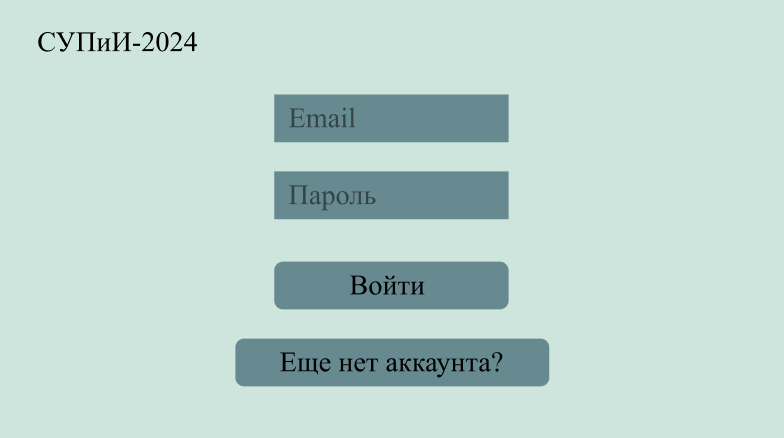 СУПиИ-2024
Email
Пароль
Войти
Еще нет аккаунта?